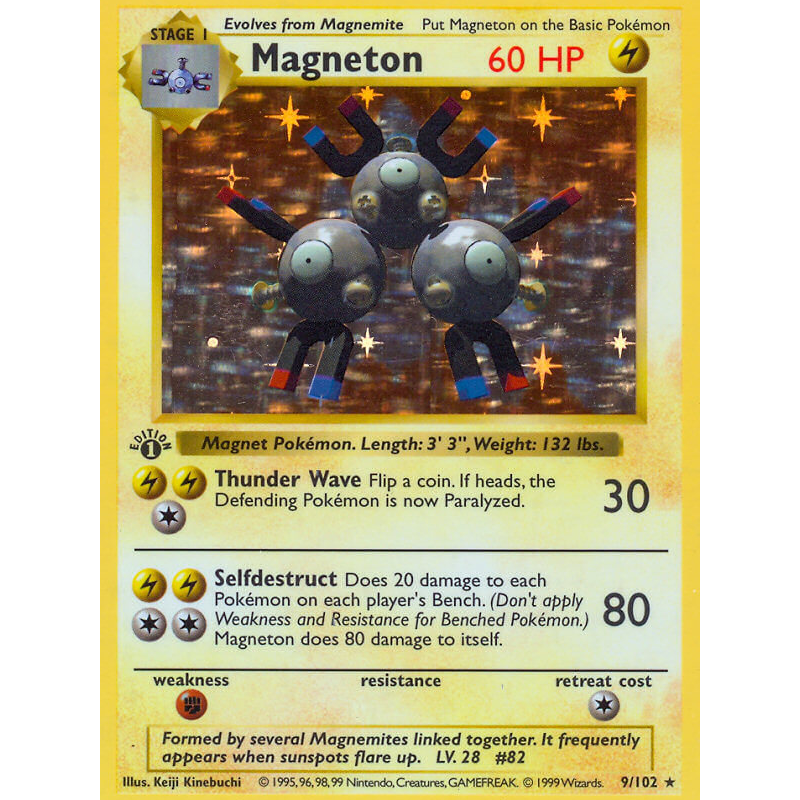 Evolves from Magnemite Put Magneton on the Basic Pokémon
STAGE 1
Magneton 60 HP
EDITION
1
Magnet Pokémon. Length: 3' 3", Weight: 132 lbs.
Thunder Wave Flip a coin. If heads, the
Defending Pokémon is now Paralyzed.
30
Selfdestruct Does 20 damage to each
Pokémon on each player's Bench. (Don't apply
Weakness and Resistance for Benched Pokémon.)
Magneton does 80 damage to itself.
80
weakness resistance retreat cost
Formed by several Magnemites linked together. It frequently
appears when sunspots flare up. LV. 28 #82
Illus. Keiji Kinebuchi ©1995, 96, 98, 99 Nintendo, Creatures, GAMEFREAK. ©1999 Wizards. 9/102 ★